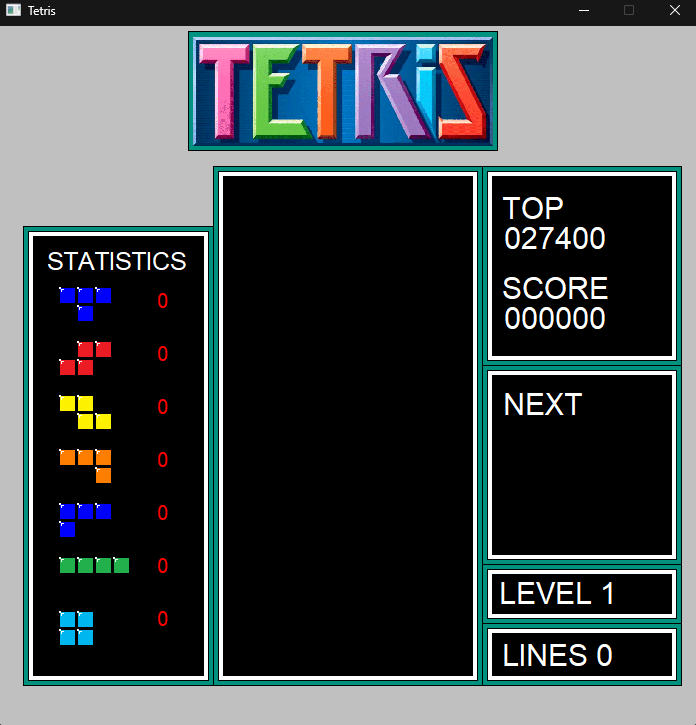 Tetris
TETRiS
STATISTICS
0
0
0
0
0
0
0
TOP
027400
SCORE
000000
NEXT
LEVEL 1
LINES 0